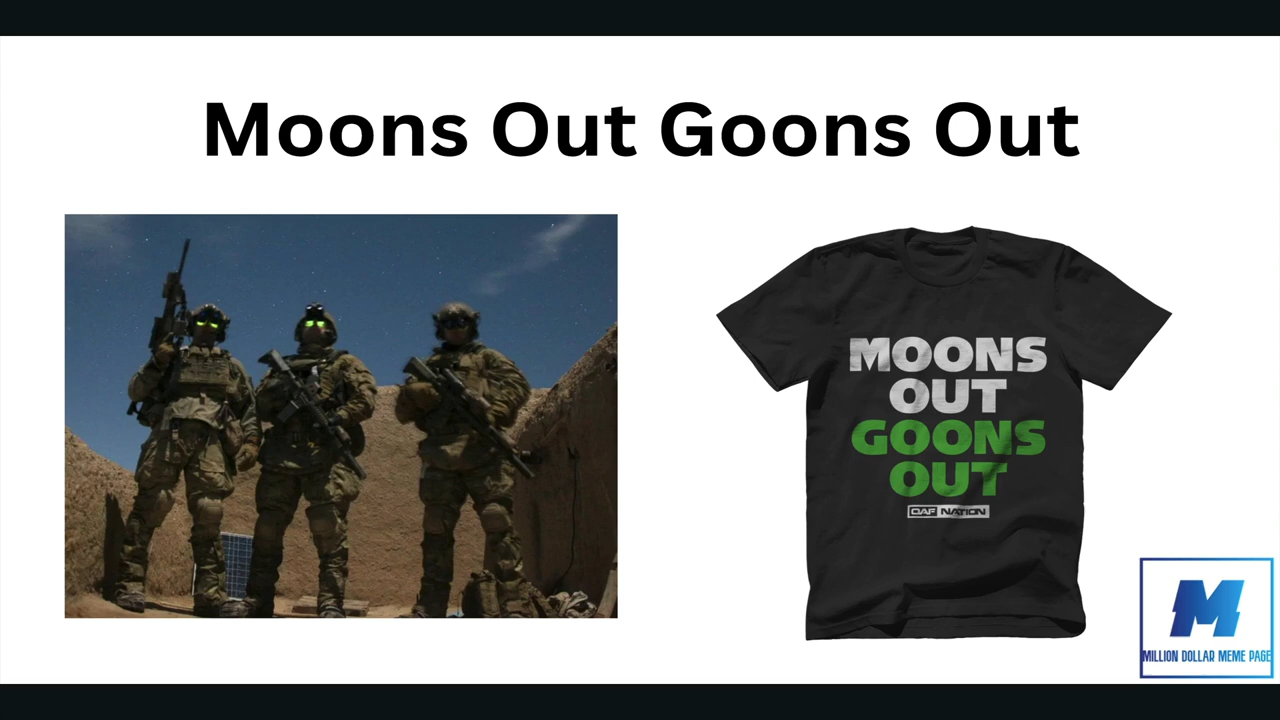 Moons Out Goons Out
MOONS
OUT
GOONS
OUT
OAF NATION
M
MILLION DOLLAR MEME PAGE